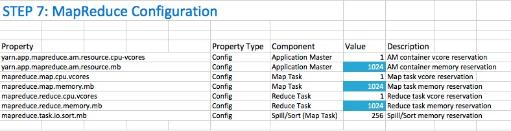 STEP 7: MapReduce Configuration
Property Property Type Component Value Description
yarn.app.mapreduce.am.resource.cpu-vcores Config Application Master 1 AM container vcore reservation
yarn.app.mapreduce.am.resource.mb Config Application Master 1024 AM container memory reservation
mapreduce.map.cpu.vcores Config Map Task 1 Map task vcore reservation
mapreduce.map.memory.mb Config Map Task 1024 Map task memory reservation
mapreduce.reduce.cpu.vcores Config Reduce Task 1 Reduce task vcore reservation
mapreduce.reduce.memory.mb Config Reduce Task 1024 Reduce task memory reservation
mapreduce.task.io.sort.mb Config Spill/Sort (Map Task) 256 Spill/Sort memory reservation